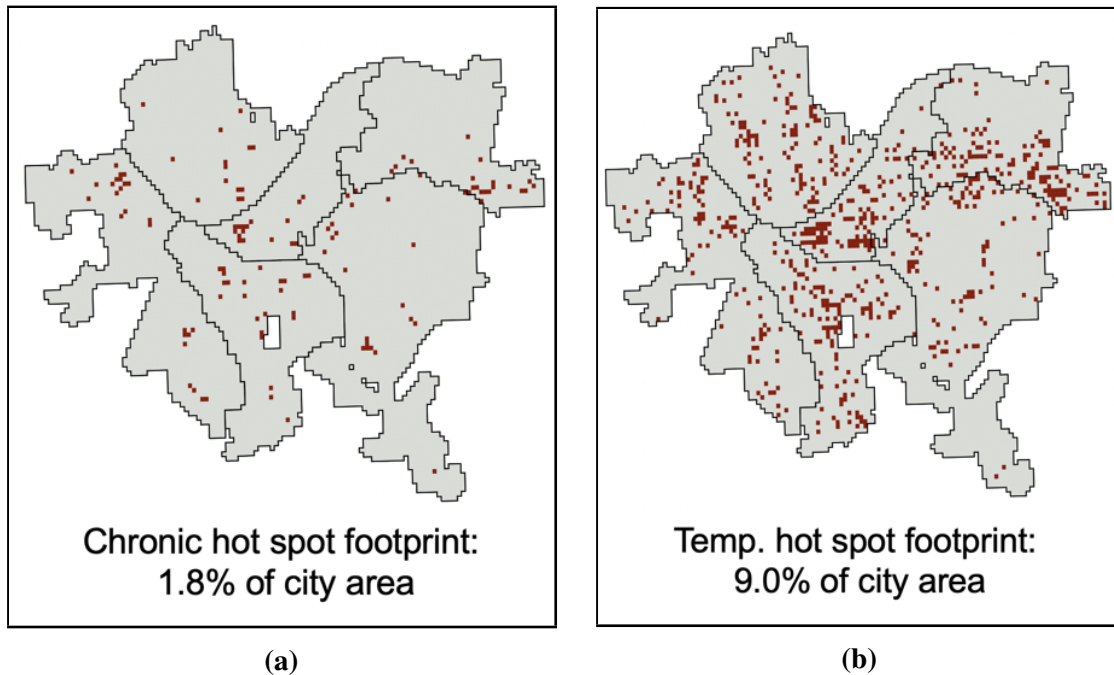 Chronic hot spot footprint:
1.8% of city area
(a)
Temp. hot spot footprint:
9.0% of city area
(b)